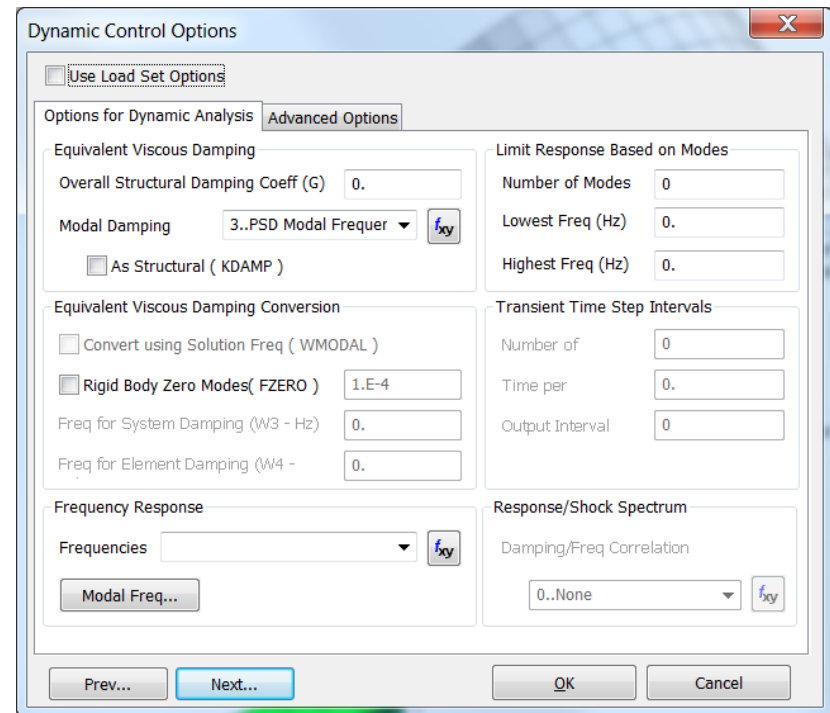 Dynamic Control Options
X
Use Load Set Options
Options for Dynamic Analysis
Advanced Options
Equivalent Viscous Damping
Overall Structural Damping Coeff (G)
0.
Modal Damping
3..PSD Modal Frequer
fxy
As Structural ( KDAMP )
Limit Response Based on Modes
Number of Modes
0
Lowest Freq (Hz)
0.
Highest Freq (Hz)
0.
Equivalent Viscous Damping Conversion
Convert using Solution Freq ( WMODAL )
Rigid Body Zero Modes( FZERO )
1.E-4
Freq for System Damping (W3 - Hz)
0.
Freq for Element Damping (W4 -
0.
Transient Time Step Intervals
Number of
0
Time per
0.
Output Interval
0
Frequency Response
Frequencies
fxy
Modal Freq...
Response/Shock Spectrum
Damping/Freq Correlation
0..None
fxy
Prev...
Next...
OK
Cancel